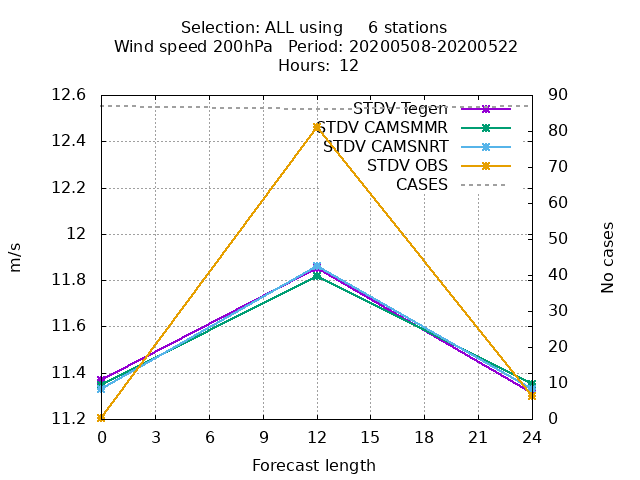 Selection: ALL using     6 stations
Wind speed 200hPa   Period: 20200508-20200522
Hours:  12
12.6
12.4
12.2
12
11.8
11.6
11.4
11.2
m/s
90
80
70
60
50
40
30
20
10
0
No cases
STDV Tegen
STDV CAMSMMR
STDV CAMSNRT
STDV OBS
CASES
0 3 6 9 12 15 18 21 24
Forecast length